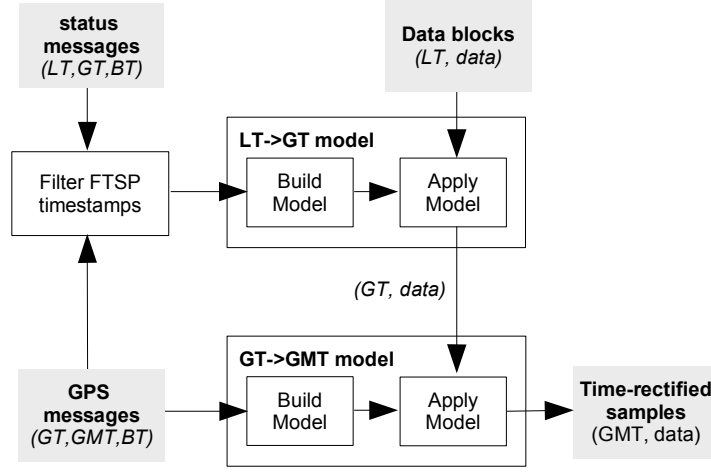 status
messages
(LT,GT,BT)
Data blocks
(LT, data)
LT->GT model
Filter FTSP
timestamps
Build
Model
Apply
Model
(GT, data)
GT->GMT model
GPS
messages
(GT,GMT,BT)
Build
Model
Apply
Model
Time-rectified
samples
(GMT, data)